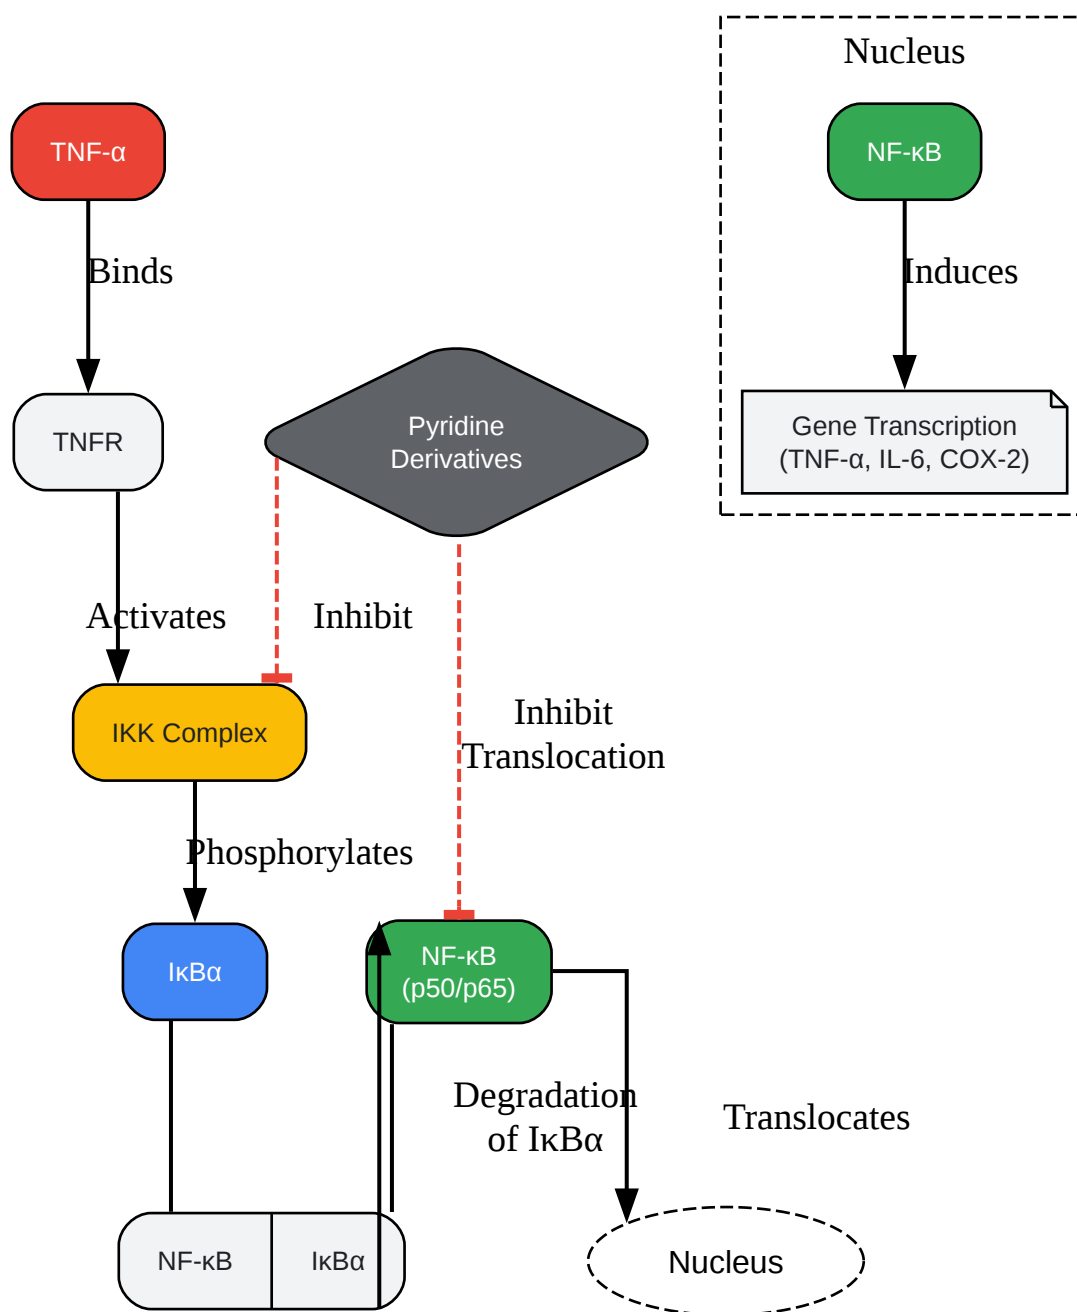 Nucleus
TNF-α
NF-κB
Binds
Induces
TNFR
Pyridine
Derivatives
Gene Transcription
(TNF-α, IL-6, COX-2)
Activates
Inhibit
IKK Complex
Inhibit
Translocation
Phosphorylates
IκBα
NF-κB
(p50/p65)
Degradation
of IκBα
Translocates
NF-κB
IκBα
Nucleus